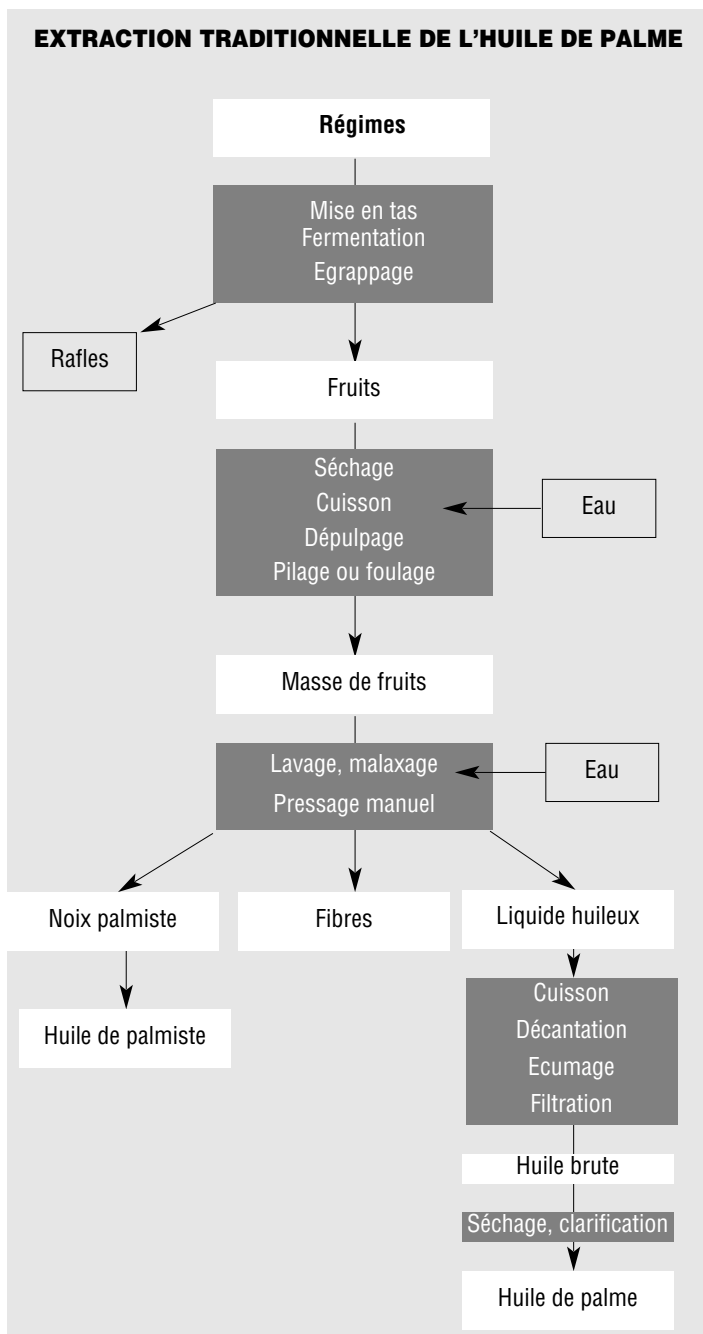 EXTRACTION TRADITIONNELLE DE L'HUILE DE PALME
Régimes
Mise en tas
Fermentation
Egrappage
Rafles
Fruits
Séchage
Cuisson
Dépulpage
Pilage ou foulage
Eau
Masse de fruits
Lavage, malaxage
Pressage manuel
Eau
Noix palmiste
Fibres
Liquide huileux
Huile de palmiste
Cuisson
Décantation
Ecumage
Filtration
Huile brute
Séchage, clarification
Huile de palme